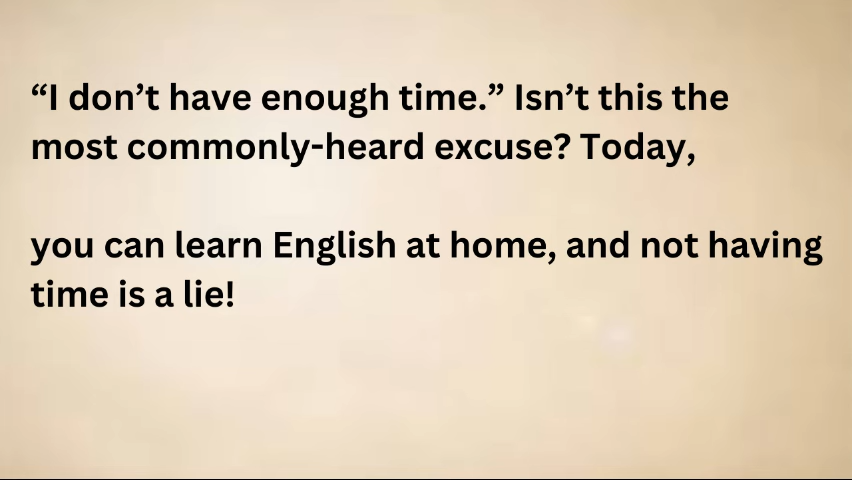 “I don’t have enough time.” Isn’t this the
most commonly-heard excuse? Today,
you can learn English at home, and not having
time is a lie!